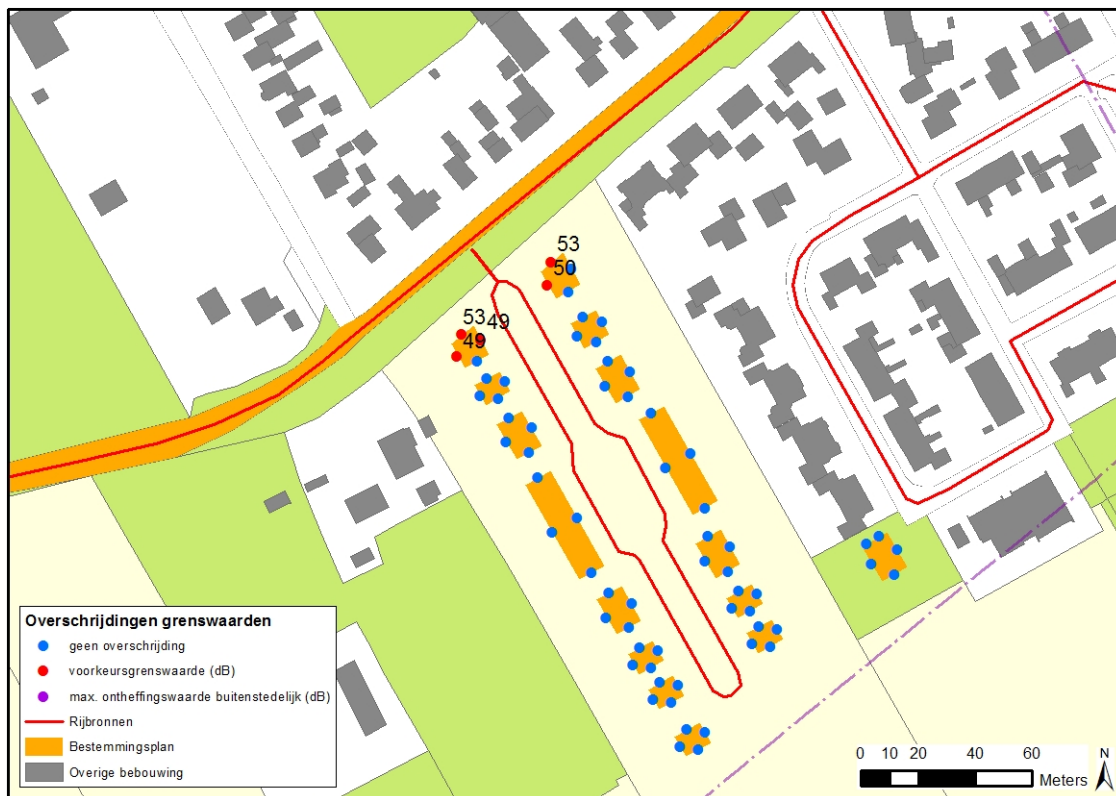 53
50
53 49
49
Overschrijdingen grenswaarden
geen overschrijding
voorkeursgrenswaarde (dB)
max. ontheffingswaarde buitenstedelijk (dB)
Rijbronnen
Bestemmingsplan
Overige bebouwing
0 10 20 40 60
Meters
N